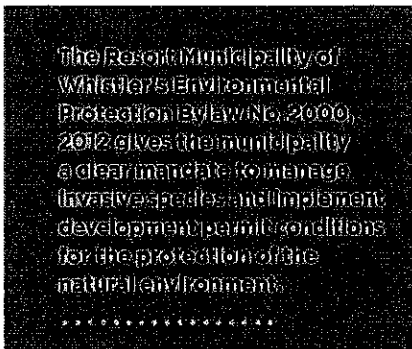 The Resort Municipality of
Whistler's Environmental
Protection Bylaw No. 2000,
2012 gives the municipality
a clear mandate to manage
invasive species and implement
development permit conditions
for the protection of the
natural environment.